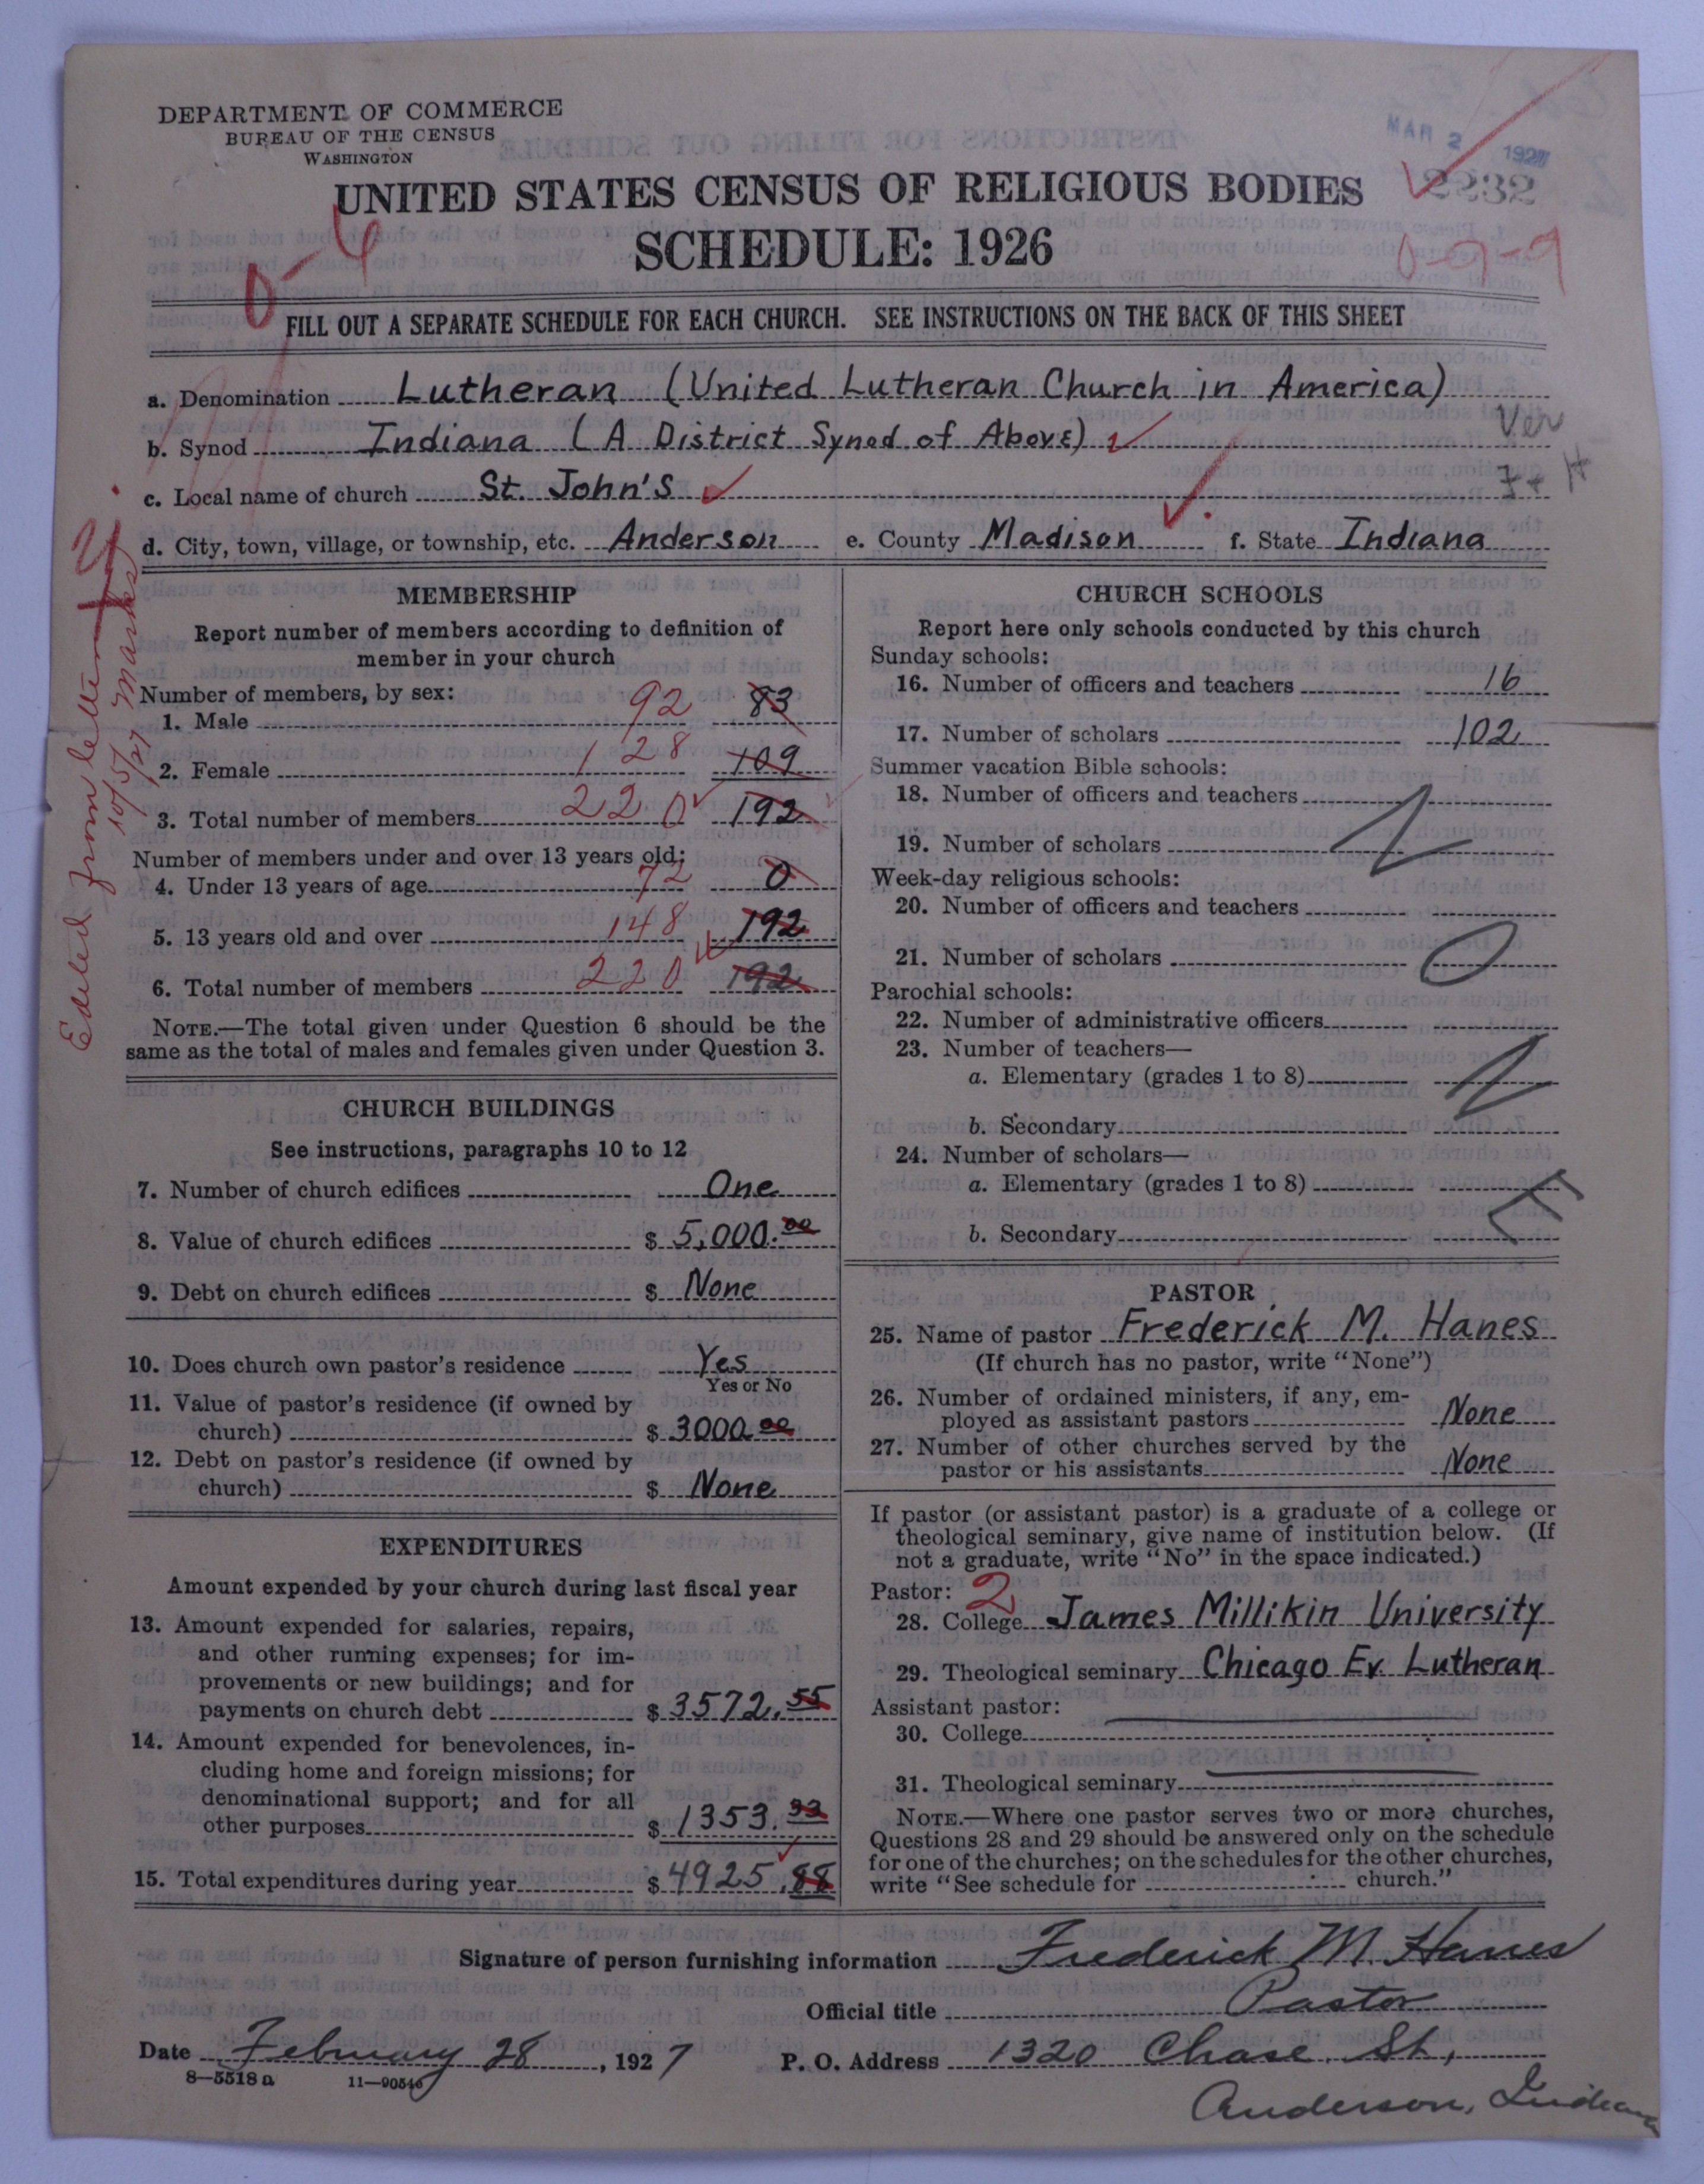 DEPARTMENT OF COMMERCE
BUREAU OF THE CENSUS
WASHINGTON
MAR 2 1927
2232
UNITED STATES CENSUS OF RELIGIOUS BODIES
SCHEDULE: 1926
0-6
0-9-9
FILL OUT A SEPARATE SCHEDULE FOR EACH CHURCH. SEE INSTRUCTIONS ON THE BACK OF THIS SHEET
a. Denomination Lutheran (United Lutheran Church in America)
b. Synod Indiana (A District Synod of Above)
Ver
c. Local name of church St. John's
d. City, town, village, or township, etc. Anderson e. County Madison f. State Indiana
Edited from letter
10/5/27 Marks
MEMBERSHIP
Report number of members according to definition of
member in your church
Number of members, by sex:
1. Male 92 83
2. Female 128 109
3. Total number of members 220 192
Number of members under and over 13 years old:
4. Under 13 years of age 72 0
5. 13 years old and over 148 192
6. Total number of members 220 192
NOTE.—The total given under Question 6 should be the
same as the total of males and females given under Question 3.
CHURCH BUILDINGS
See instructions, paragraphs 10 to 12
7. Number of church edifices One
8. Value of church edifices $ 5,000.00
9. Debt on church edifices $ None
10. Does church own pastor's residence Yes
Yes or No
11. Value of pastor's residence (if owned by
church) $ 3000.00
12. Debt on pastor's residence (if owned by
church) $ None
EXPENDITURES
Amount expended by your church during last fiscal year
13. Amount expended for salaries, repairs,
and other running expenses; for im-
provements or new buildings; and for
payments on church debt $ 3572.55
14. Amount expended for benevolences, in-
cluding home and foreign missions; for
denominational support; and for all
other purposes $ 1353.33
15. Total expenditures during year $ 4925.88
CHURCH SCHOOLS
Report here only schools conducted by this church
Sunday schools:
16. Number of officers and teachers 16
17. Number of scholars 102
Summer vacation Bible schools:
18. Number of officers and teachers
19. Number of scholars
N
Week-day religious schools:
20. Number of officers and teachers
21. Number of scholars
O
Parochial schools:
22. Number of administrative officers
23. Number of teachers—
a. Elementary (grades 1 to 8)
N
b. Secondary
24. Number of scholars—
a. Elementary (grades 1 to 8)
E
b. Secondary
PASTOR
25. Name of pastor Frederick M. Hanes
(If church has no pastor, write "None")
26. Number of ordained ministers, if any, em-
ployed as assistant pastors None
27. Number of other churches served by the
pastor or his assistants None
If pastor (or assistant pastor) is a graduate of a college or
theological seminary, give name of institution below. (If
not a graduate, write "No" in the space indicated.)
Pastor: 2
28. College James Millikin University
29. Theological seminary Chicago Ev. Lutheran
Assistant pastor:
30. College
31. Theological seminary
NOTE.—Where one pastor serves two or more churches,
Questions 28 and 29 should be answered only on the schedule
for one of the churches; on the schedules for the other churches,
write "See schedule for church."
Signature of person furnishing information Frederick M. Hanes
Official title Pastor
Date February 28, 1927 P. O. Address 1320 Chase St,
8—5518a 11—90546
Anderson, Indiana